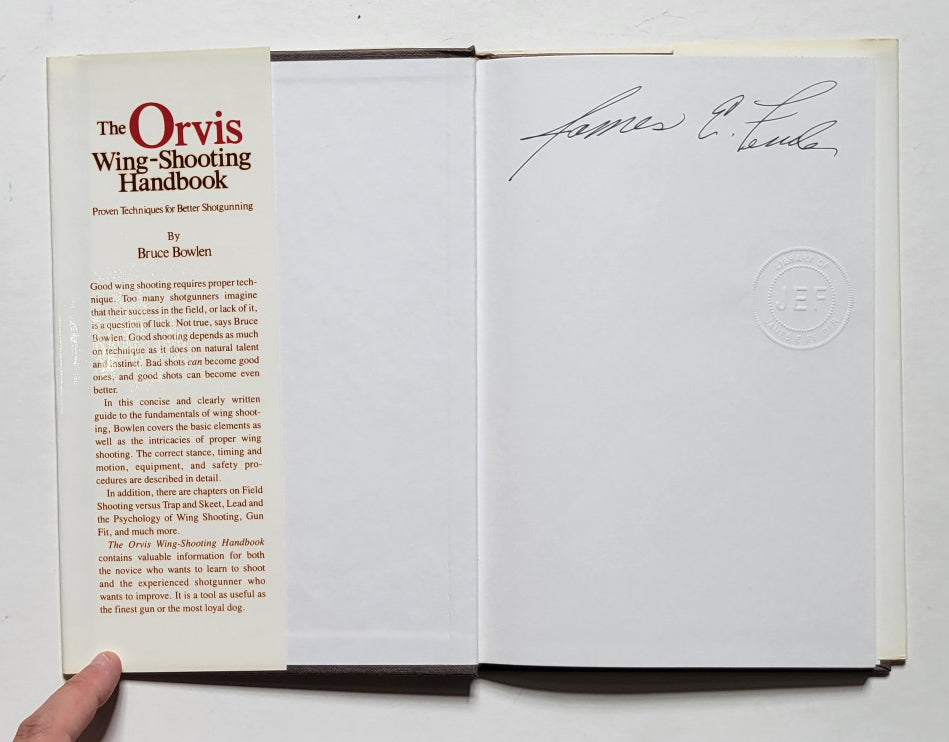 The Orvis
Wing-Shooting
Handbook
Proven Techniques for Better Shotgunning
By
Bruce Bowlen
Good wing shooting requires proper tech-
nique. Too many shotgunners imagine
that their success in the field, or lack of it,
is a question of luck. Not true, says Bruce
Bowlen. Good shooting depends as much
on technique as it does on natural talent
and instinct. Bad shots can become good
ones, and good shots can become even
better.
In this concise and clearly written
guide to the fundamentals of wing shoot-
ing, Bowlen covers the basic elements as
well as the intricacies of proper wing
shooting. The correct stance, timing and
motion, equipment, and safety pro-
cedures are described in detail.
In addition, there are chapters on Field
Shooting versus Trap and Skeet, Lead and
the Psychology of Wing Shooting, Gun
Fit, and much more.
The Orvis Wing-Shooting Handbook
contains valuable information for both
the novice who wants to learn to shoot
and the experienced shotgunner who
wants to improve. It is a tool as useful as
the finest gun or the most loyal dog.
James E.
LIBRARY OF
JEF